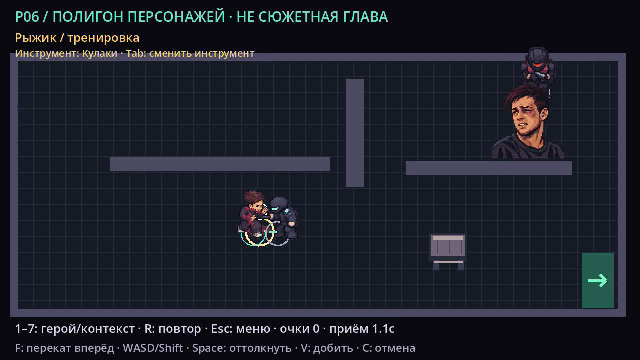 P06 / ПОЛИГОН ПЕРСОНАЖЕЙ · НЕ СЮЖЕТНАЯ ГЛАВА
Рыжик / тренировка
Инструмент: Кулаки · Tab: сменить инструмент
1–7: герой/контекст · R: повтор · Esc: меню · очки 0 · приём 1.1с
F: перекат вперёд · WASD/Shift · Space: оттолкнуть · V: добить · C: отмена